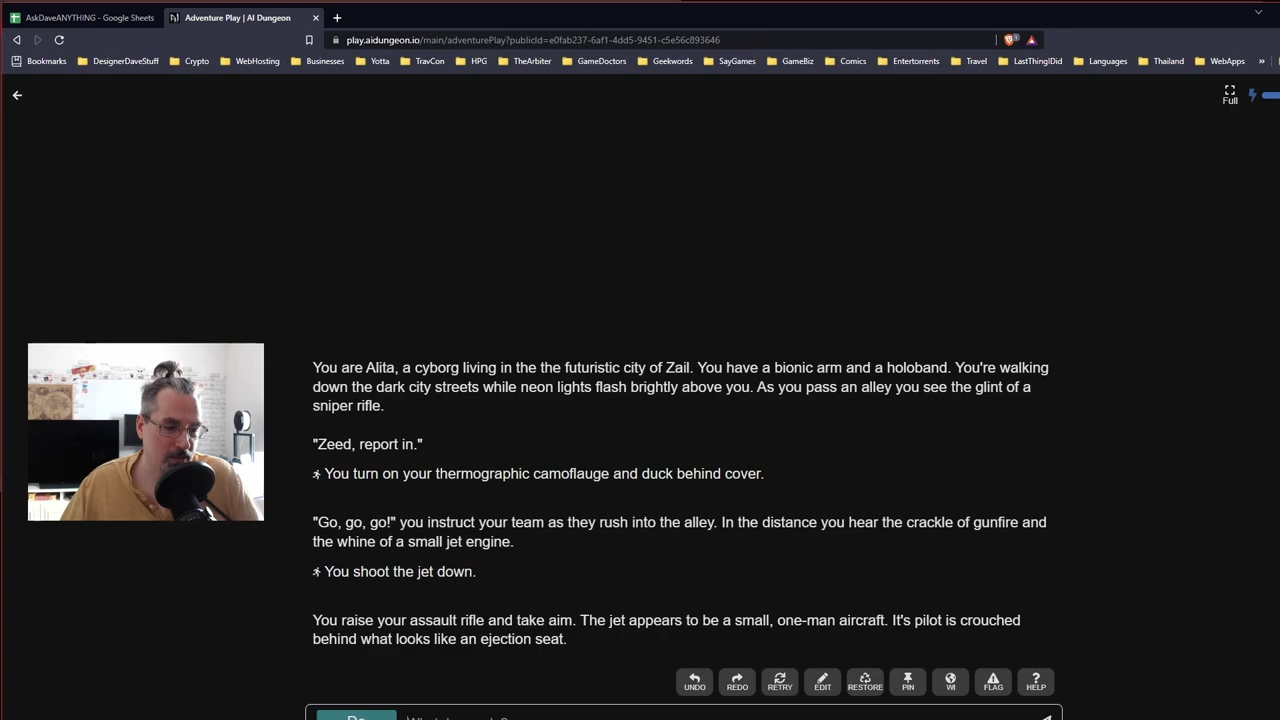 AskDaveANYTHING - Google Sheets
Adventure Play | AI Dungeon
play.aidungeon.io/main/adventurePlay?publicId=e0fab237-6af1-4dd5-9451-c5e56c893646
Bookmarks DesignerDaveStuff Crypto WebHosting Businesses Yotta TravCon HPG TheArbiter GameDoctors Geekwords SayGames GameBiz Comics Entertorrents Travel LastThingIDid Languages Thailand WebApps »
Full
You are Alita, a cyborg living in the the futuristic city of Zail. You have a bionic arm and a holoband. You're walking
down the dark city streets while neon lights flash brightly above you. As you pass an alley you see the glint of a
sniper rifle.
"Zeed, report in."
You turn on your thermographic camoflauge and duck behind cover.
"Go, go, go!" you instruct your team as they rush into the alley. In the distance you hear the crackle of gunfire and
the whine of a small jet engine.
You shoot the jet down.
You raise your assault rifle and take aim. The jet appears to be a small, one-man aircraft. It's pilot is crouched
behind what looks like an ejection seat.
UNDO REDO RETRY EDIT RESTORE PIN WI FLAG HELP